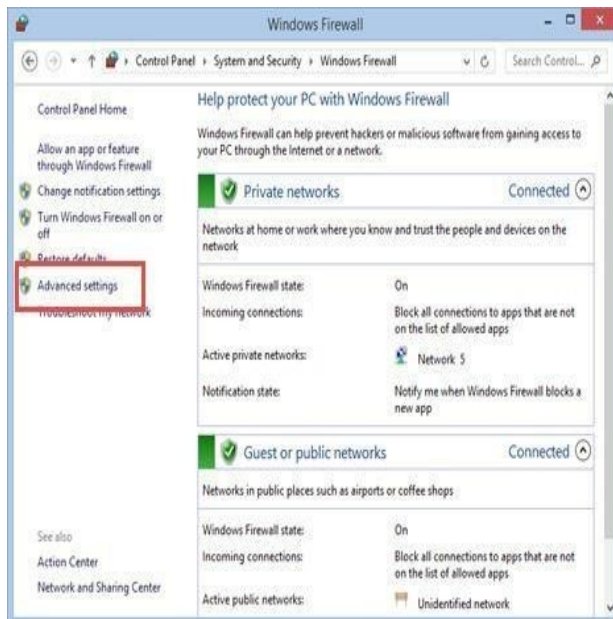 Windows Firewall
Control Panel System and Security Windows Firewall
Search Control...
Control Panel Home
Allow an app or feature
through Windows Firewall
Change notification settings
Turn Windows Firewall on or
off
Restore defaults
Advanced settings
Troubleshoot my network
See also
Action Center
Network and Sharing Center
Help protect your PC with Windows Firewall
Windows Firewall can help prevent hackers or malicious software from gaining access to
your PC through the Internet or a network.
Private networks Connected
Networks at home or work where you know and trust the people and devices on the
network
Windows Firewall state: On
Incoming connections: Block all connections to apps that are not
on the list of allowed apps
Active private networks: Network 5
Notification state: Notify me when Windows Firewall blocks a
new app
Guest or public networks Connected
Networks in public places such as airports or coffee shops
Windows Firewall state: On
Incoming connections: Block all connections to apps that are not
on the list of allowed apps
Active public networks: Unidentified network